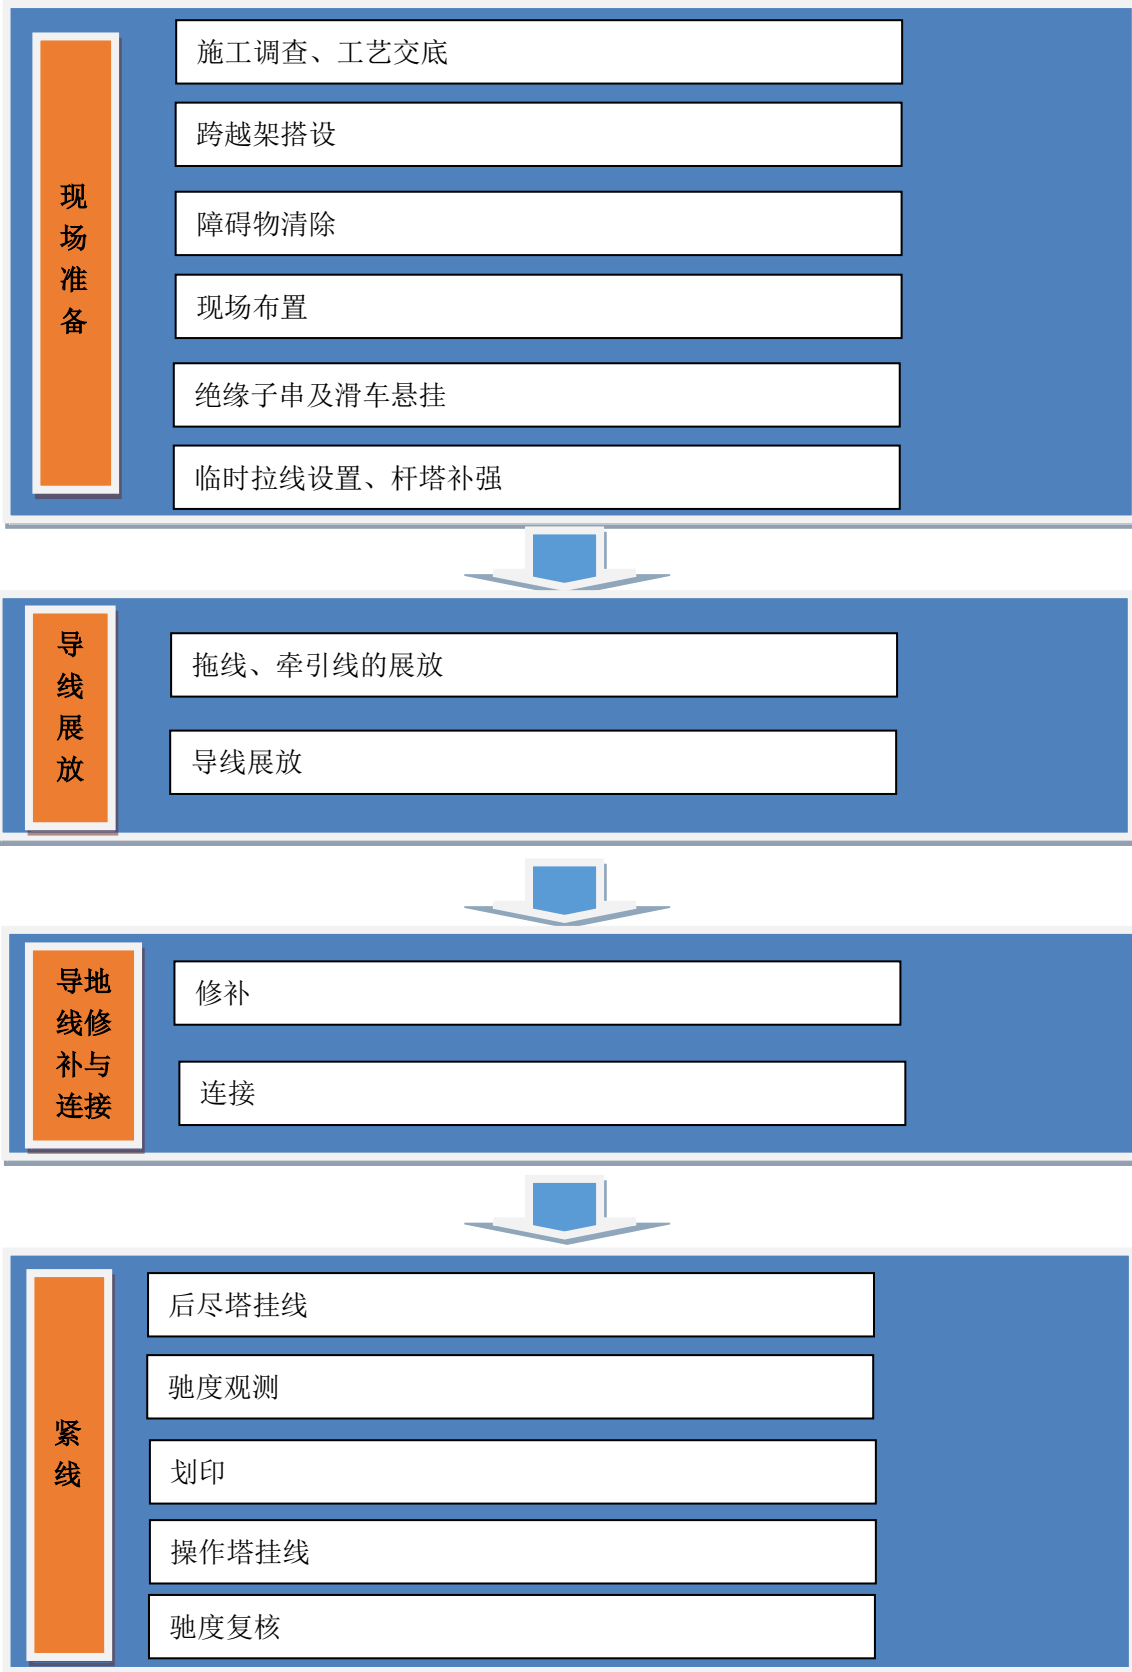 现
场
准
备
施工调查、工艺交底
跨越架搭设
障碍物清除
现场布置
绝缘子串及滑车悬挂
临时拉线设置、杆塔补强
导
线
展
放
拖线、牵引线的展放
导线展放
导地
线修
补与
连接
修补
连接
紧
线
后尽塔挂线
驰度观测
划印
操作塔挂线
驰度复核